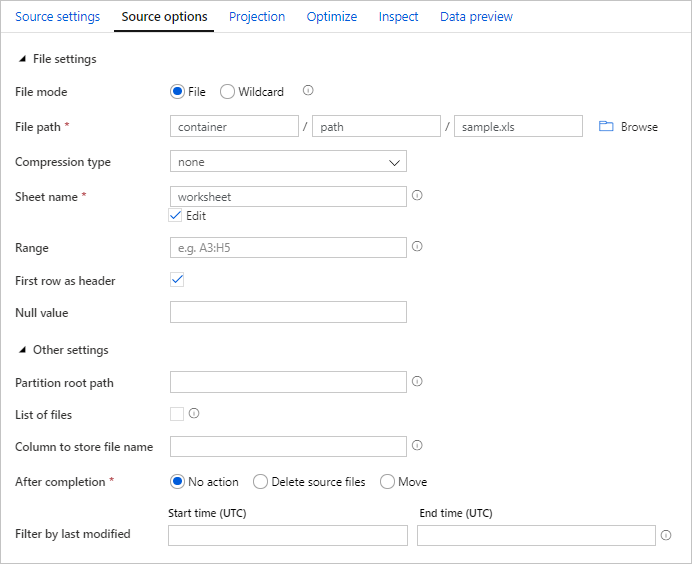 Source settings Source options Projection Optimize Inspect Data preview
File settings
File mode File Wildcard
File path * container / path / sample.xls Browse
Compression type none
Sheet name * worksheet
Edit
Range e.g. A3:H5
First row as header
Null value
Other settings
Partition root path
List of files
Column to store file name
After completion * No action Delete source files Move
Start time (UTC) End time (UTC)
Filter by last modified